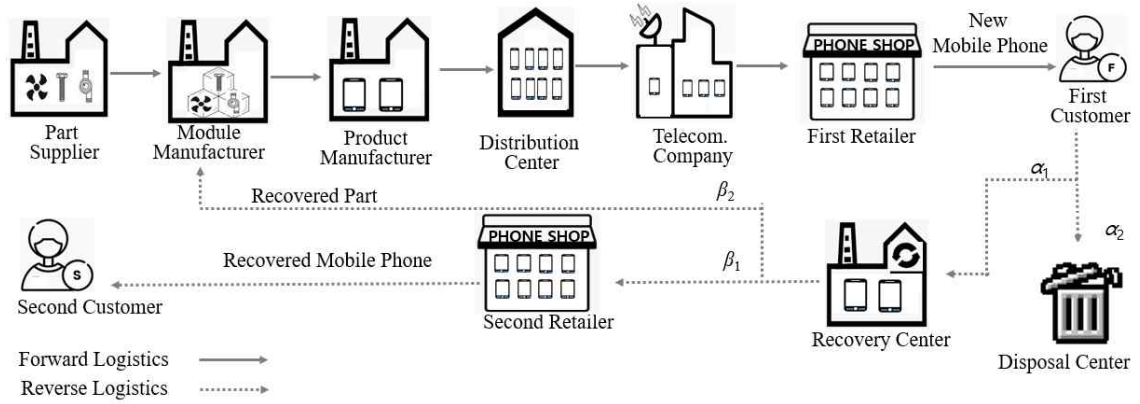 PHONE SHOP
New
Mobile Phone
F
Part
Supplier
Module
Manufacturer
Product
Manufacturer
Distribution
Center
Telecom.
Company
First Retailer
First
Customer
α1
α2
Recovered Part
β2
PHONE SHOP
Recovered Mobile Phone
β1
S
Second Customer
Second Retailer
Recovery Center
Disposal Center
Forward Logistics
Reverse Logistics